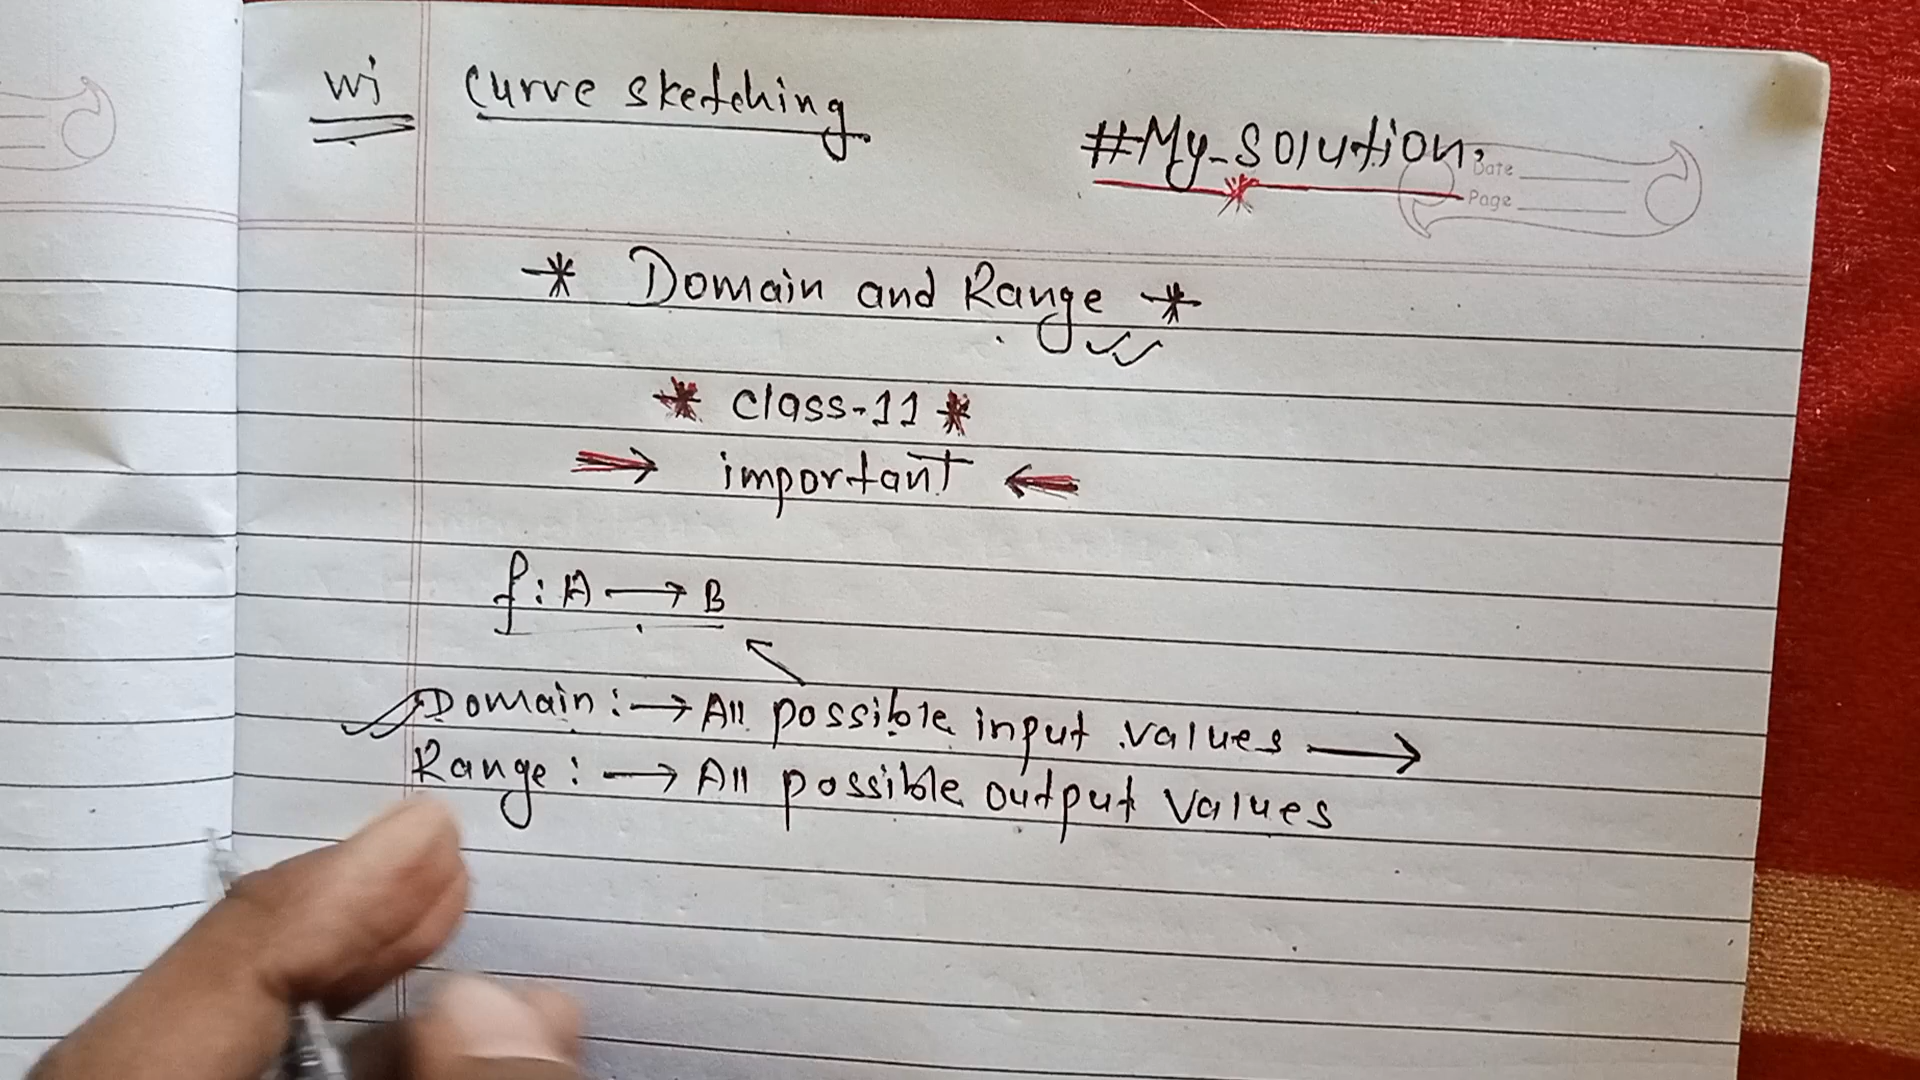 wi curve sketching
#My-solution.
Date
Page
* Domain and Range *
* class-11 *
⇒ important ⇐
f: A → B
Domain : → All possible input values →
Range : → All possible output values